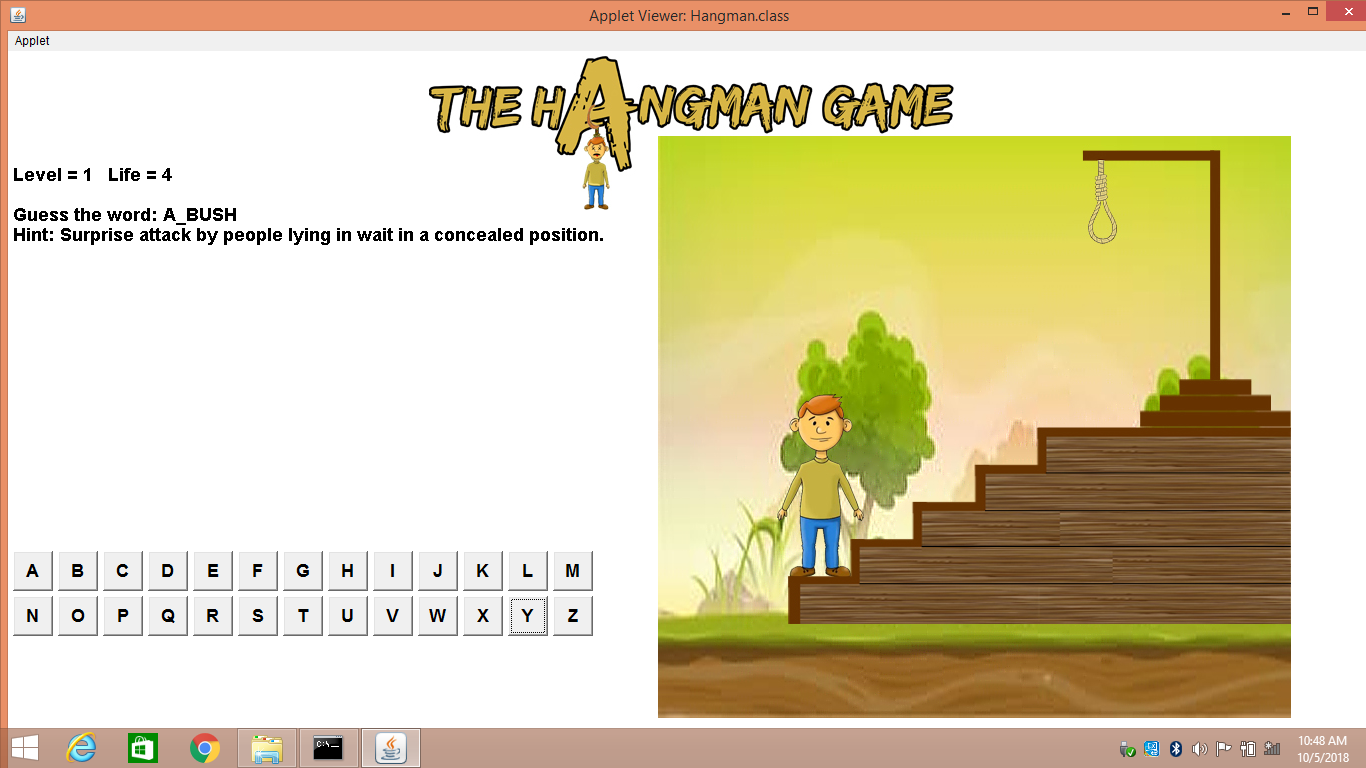 Applet Viewer: Hangman.class
Applet
THE HANGMAN GAME
Level = 1 Life = 4
Guess the word: A_BUSH
Hint: Surprise attack by people lying in wait in a concealed position.
A B C D E F G H I J K L M
N O P Q R S T U V W X Y Z
C:\
10:48 AM
10/5/2018